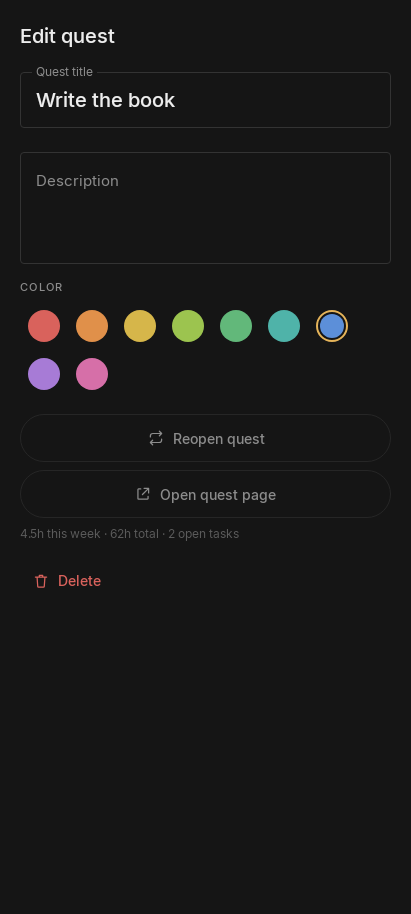 Edit quest
Quest title
Write the book
Description
COLOR
Reopen quest
Open quest page
4.5h this week · 62h total · 2 open tasks
Delete